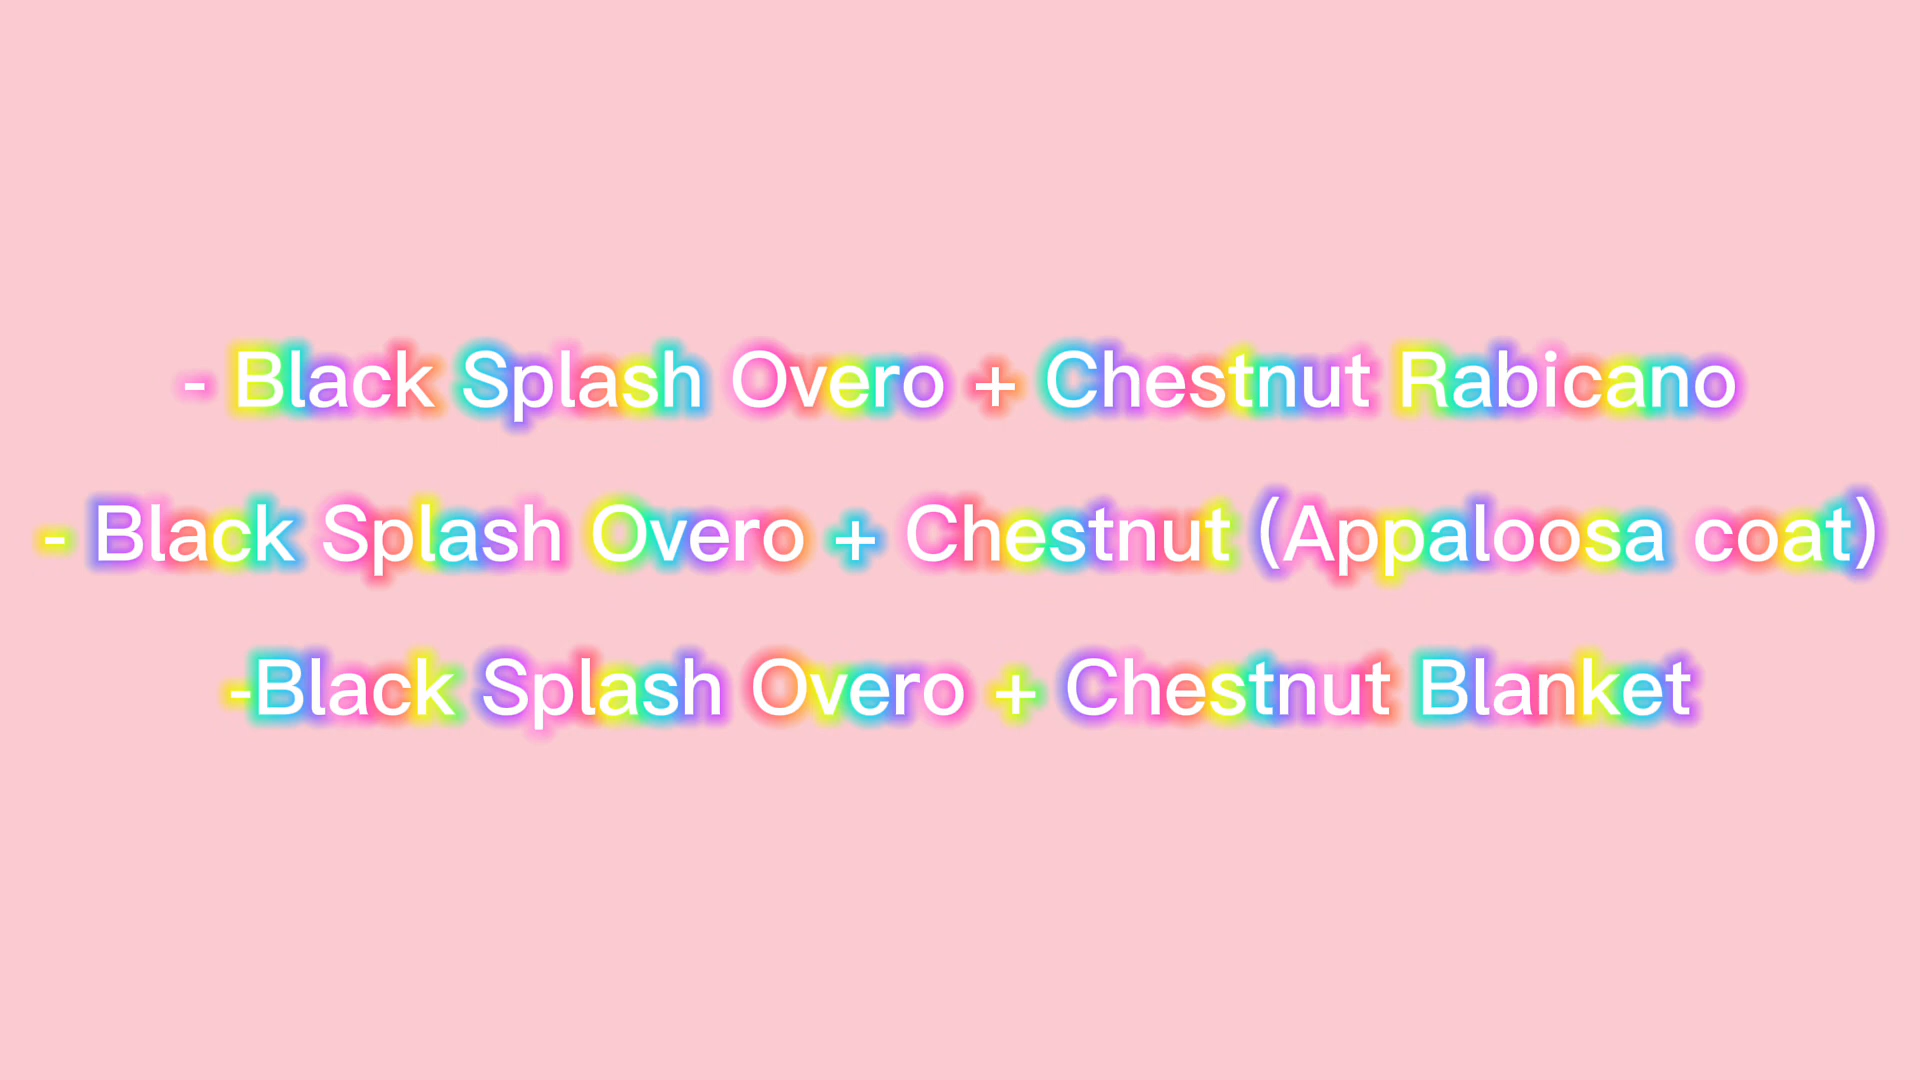 - Black Splash Overo + Chestnut Rabicano
- Black Splash Overo + Chestnut (Appaloosa coat)
-Black Splash Overo + Chestnut Blanket